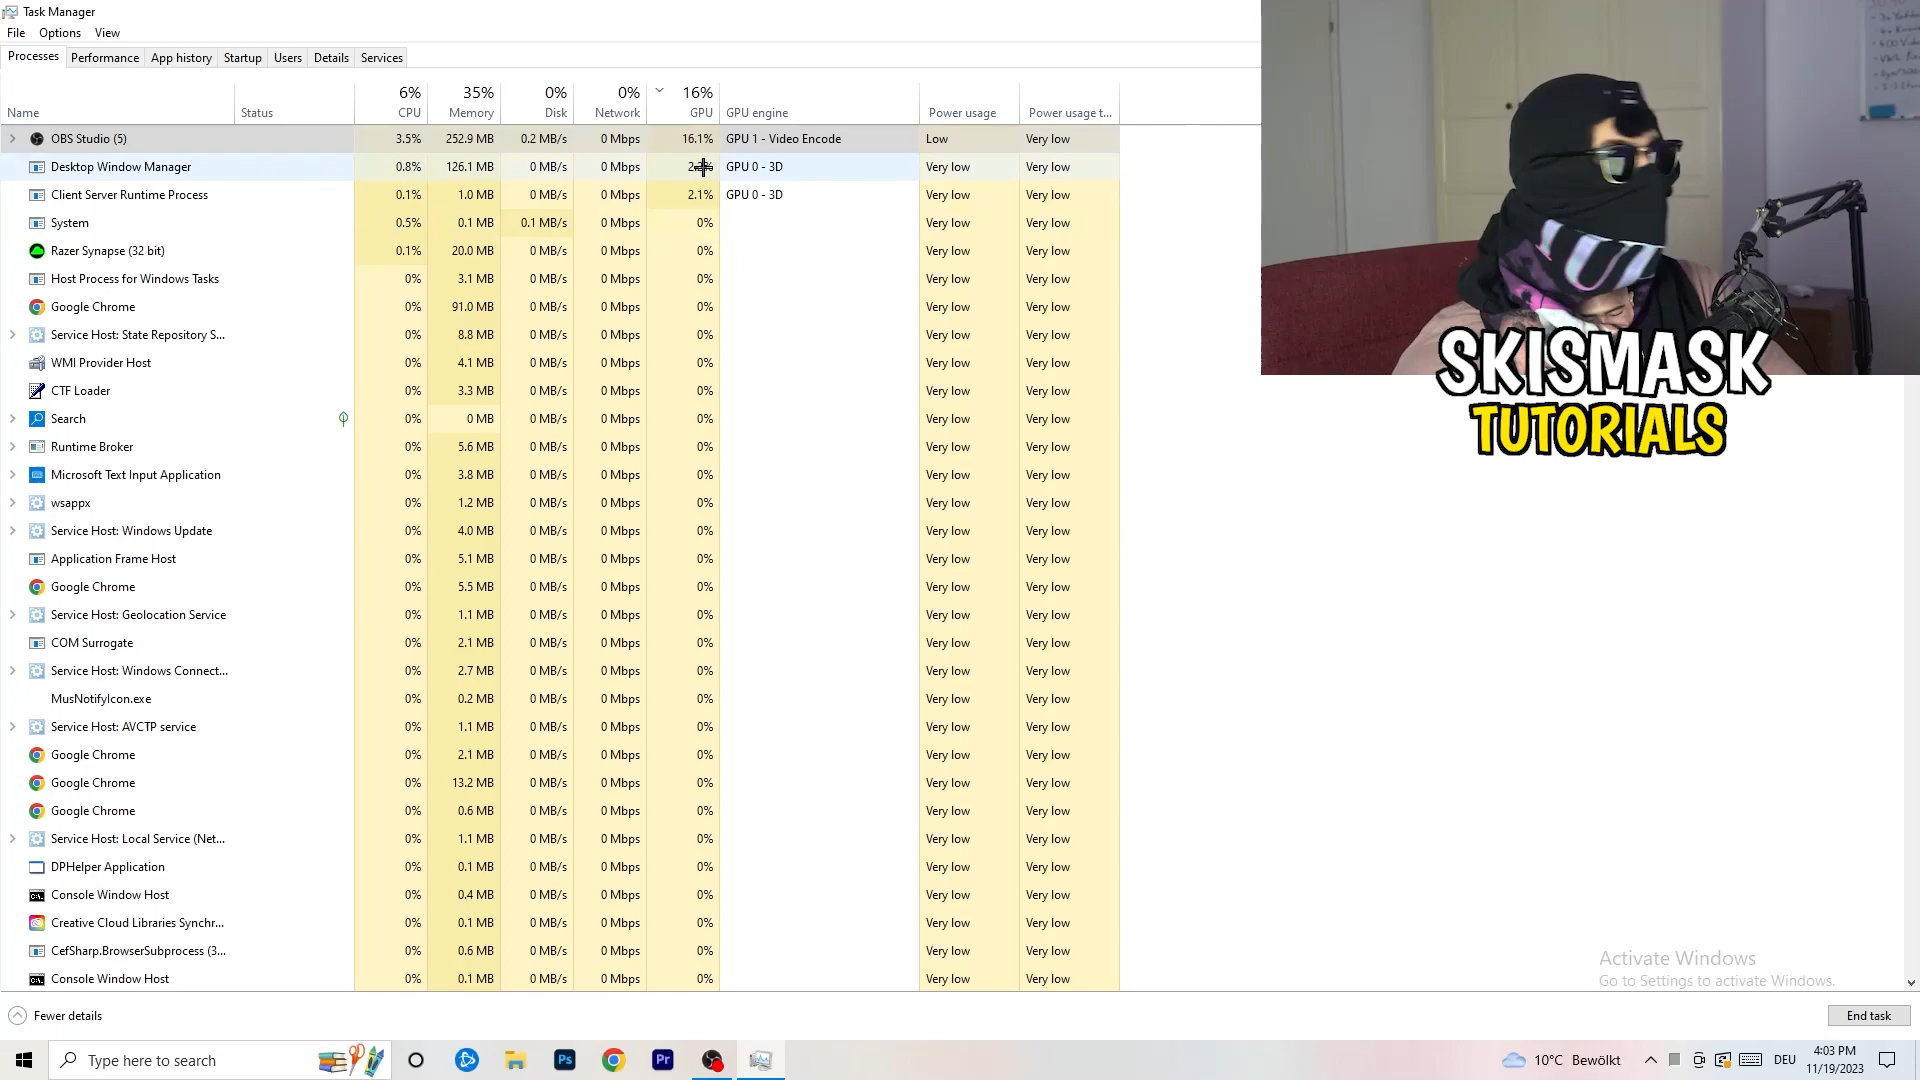 Task Manager
File Options View
Processes Performance App history Startup Users Details Services
6% 35% 0% 0% 16%
Name Status CPU Memory Disk Network GPU GPU engine Power usage Power usage t...
OBS Studio (5) 3.5% 252.9 MB 0.2 MB/s 0 Mbps 16.1% GPU 1 - Video Encode Low Very low
Desktop Window Manager 0.8% 126.1 MB 0 MB/s 0 Mbps GPU 0 - 3D Very low Very low
Client Server Runtime Process 0.1% 1.0 MB 0 MB/s 0 Mbps 2.1% GPU 0 - 3D Very low Very low
System 0.5% 0.1 MB 0.1 MB/s 0 Mbps 0% Very low Very low
Razer Synapse (32 bit) 0.1% 20.0 MB 0 MB/s 0 Mbps 0% Very low Very low
Host Process for Windows Tasks 0% 3.1 MB 0 MB/s 0 Mbps 0% Very low Very low
Google Chrome 0% 91.0 MB 0 MB/s 0 Mbps 0% Very low Very low
Service Host: State Repository S... 0% 8.8 MB 0 MB/s 0 Mbps 0% Very low Very low
WMI Provider Host 0% 4.1 MB 0 MB/s 0 Mbps 0% Very low Very low
CTF Loader 0% 3.3 MB 0 MB/s 0 Mbps 0% Very low Very low
Search 0% 0 MB 0 MB/s 0 Mbps 0% Very low Very low
Runtime Broker 0% 5.6 MB 0 MB/s 0 Mbps 0% Very low Very low
Microsoft Text Input Application 0% 3.8 MB 0 MB/s 0 Mbps 0% Very low Very low
wsappx 0% 1.2 MB 0 MB/s 0 Mbps 0% Very low Very low
Service Host: Windows Update 0% 4.0 MB 0 MB/s 0 Mbps 0% Very low Very low
Application Frame Host 0% 5.1 MB 0 MB/s 0 Mbps 0% Very low Very low
Google Chrome 0% 5.5 MB 0 MB/s 0 Mbps 0% Very low Very low
Service Host: Geolocation Service 0% 1.1 MB 0 MB/s 0 Mbps 0% Very low Very low
COM Surrogate 0% 2.1 MB 0 MB/s 0 Mbps 0% Very low Very low
Service Host: Windows Connect... 0% 2.7 MB 0 MB/s 0 Mbps 0% Very low Very low
MusNotifyIcon.exe 0% 0.2 MB 0 MB/s 0 Mbps 0% Very low Very low
Service Host: AVCTP service 0% 1.1 MB 0 MB/s 0 Mbps 0% Very low Very low
Google Chrome 0% 2.1 MB 0 MB/s 0 Mbps 0% Very low Very low
Google Chrome 0% 13.2 MB 0 MB/s 0 Mbps 0% Very low Very low
Google Chrome 0% 0.6 MB 0 MB/s 0 Mbps 0% Very low Very low
Service Host: Local Service (Net... 0% 1.1 MB 0 MB/s 0 Mbps 0% Very low Very low
DPHelper Application 0% 0.1 MB 0 MB/s 0 Mbps 0% Very low Very low
Console Window Host 0% 0.4 MB 0 MB/s 0 Mbps 0% Very low Very low
Creative Cloud Libraries Synchr... 0% 0.1 MB 0 MB/s 0 Mbps 0% Very low Very low
CefSharp.BrowserSubprocess (3... 0% 0.6 MB 0 MB/s 0 Mbps 0% Very low Very low
Console Window Host 0% 0.1 MB 0 MB/s 0 Mbps 0% Very low Very low
SKISMASK
TUTORIALS
Activate Windows
Go to Settings to activate Windows.
Fewer details End task
Type here to search Ps Pr 10°C Bewölkt DEU 4:03 PM
11/19/2023